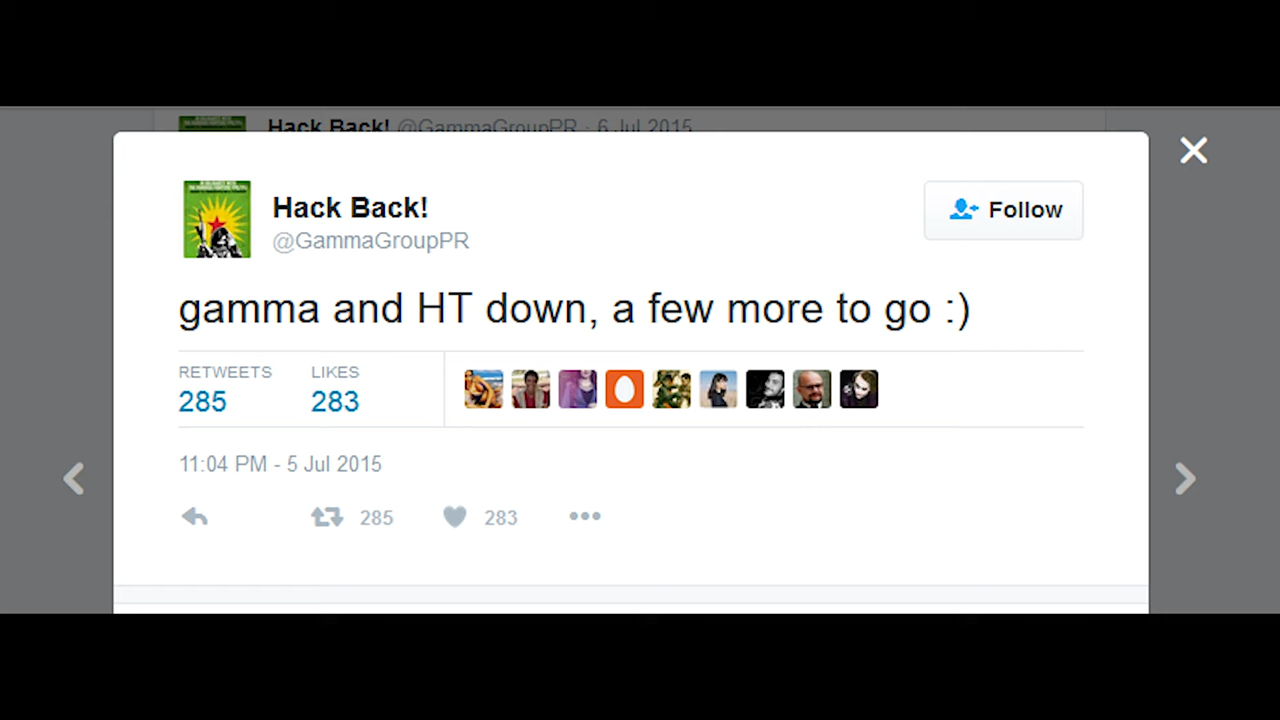 Hack Back! @GammaGroupPR · 6 Jul 2015
Hack Back!
@GammaGroupPR
Follow
gamma and HT down, a few more to go :)
RETWEETS LIKES
285 283
11:04 PM - 5 Jul 2015
285 283